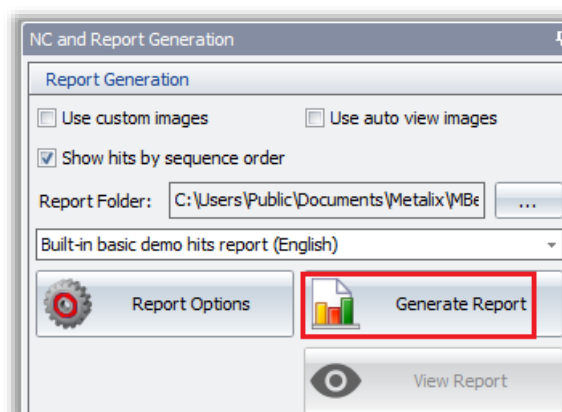 NC and Report Generation
Report Generation
Use custom images Use auto view images
Show hits by sequence order
Report Folder: C:\Users\Public\Documents\Metalix\MBe ...
Built-in basic demo hits report (English)
Report Options Generate Report
View Report